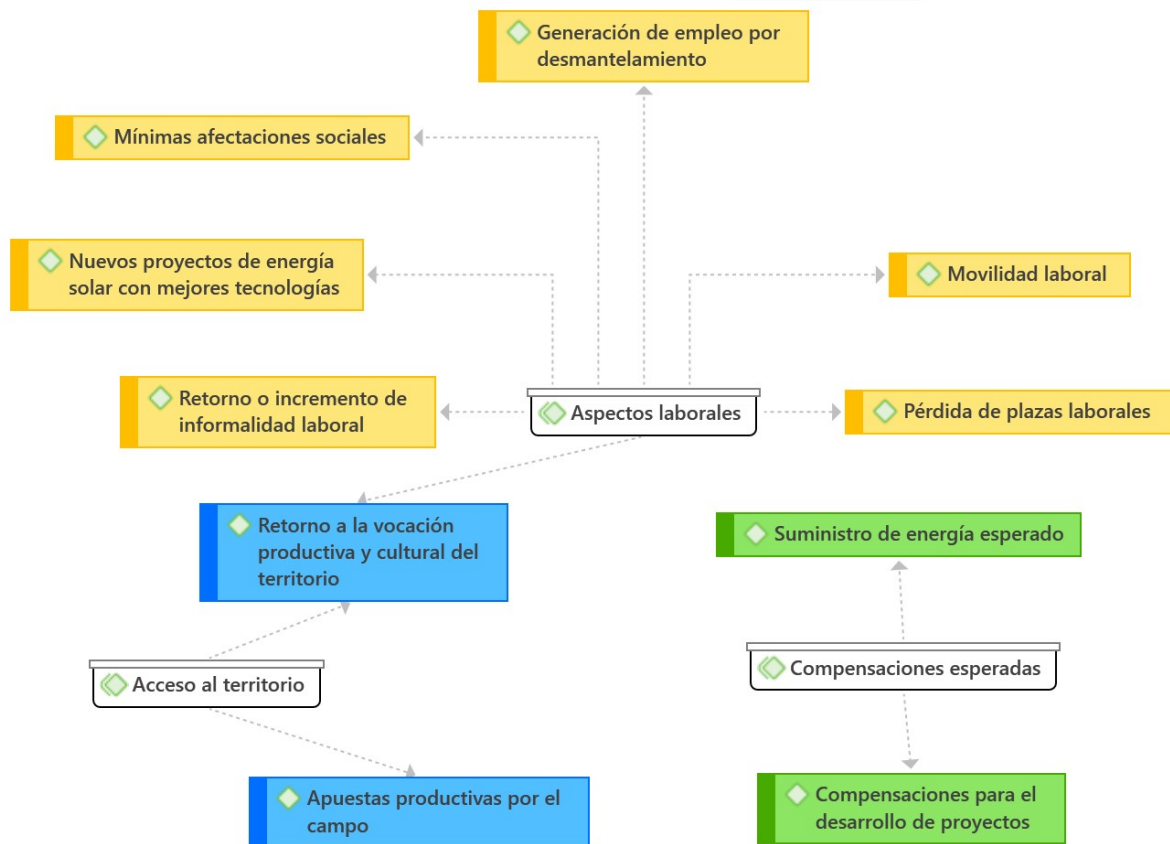 Generación de empleo por
desmantelamiento
Mínimas afectaciones sociales
Nuevos proyectos de energía
solar con mejores tecnologías
Movilidad laboral
Retorno o incremento de
informalidad laboral
Aspectos laborales
Pérdida de plazas laborales
Retorno a la vocación
productiva y cultural del
territorio
Suministro de energía esperado
Acceso al territorio
Compensaciones esperadas
Apuestas productivas por el
campo
Compensaciones para el
desarrollo de proyectos